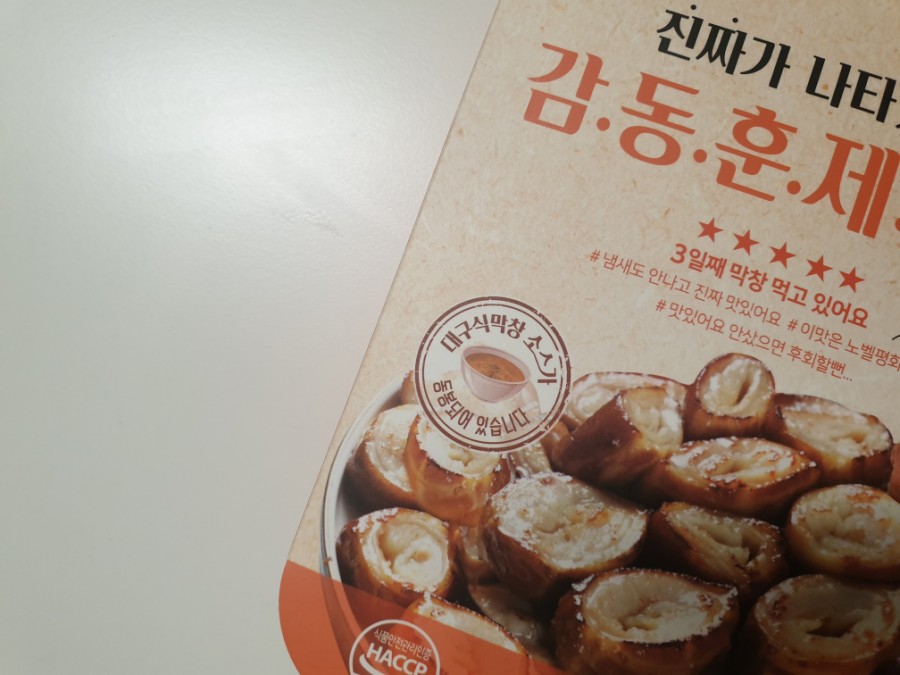 진짜가 나타
감.동.훈.제.
★★★★★
3일째 막창 먹고 있어요
# 냄새도 안나고 진짜 맛있어요 # 이맛은 노벨평화
# 맛있어요 안샀으면 후회할뻔...
대구식막창 소스가
동봉되어 있습니다
식품안전관리인증
HACCP